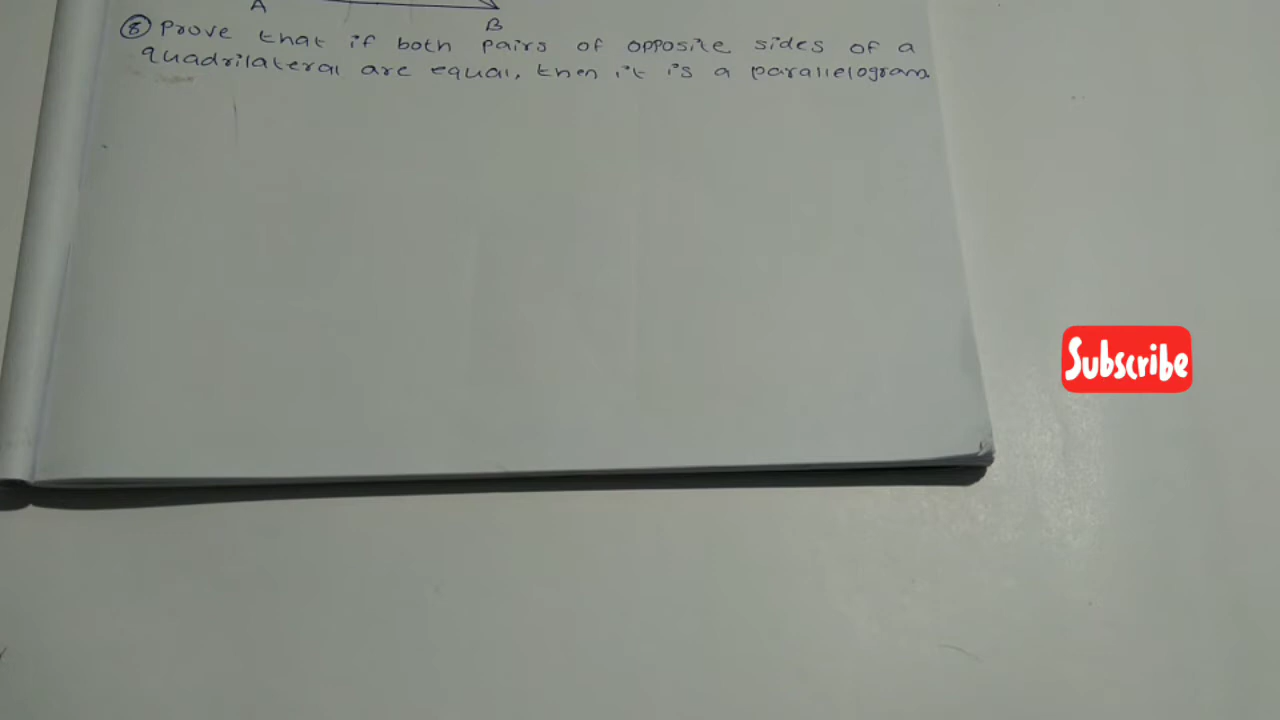 A
B
⑧ Prove that if both pairs of opposite sides of a
quadrilateral are equal, then it is a parallelogram.
Subscribe